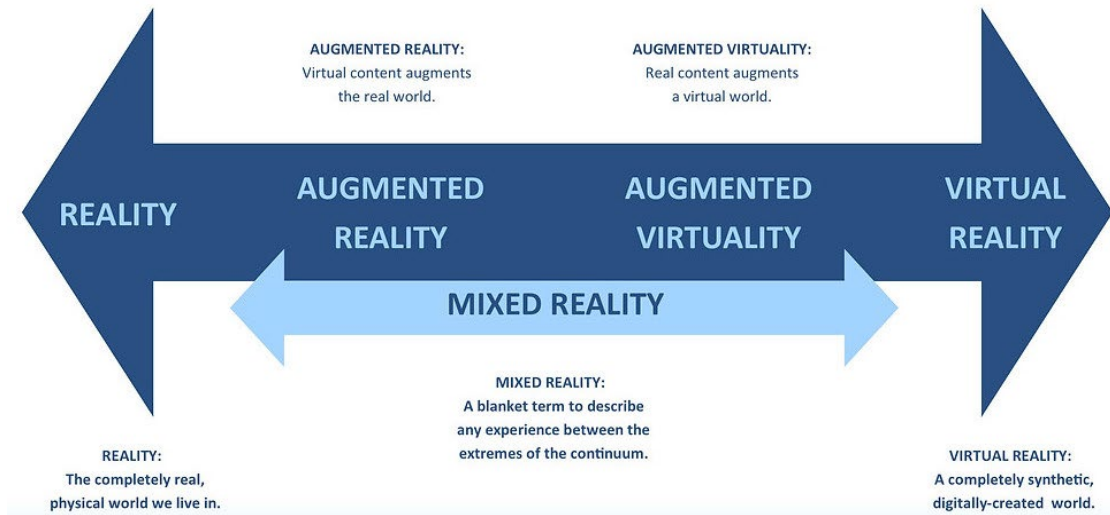 AUGMENTED REALITY:
Virtual content augments
the real world.
AUGMENTED VIRTUALITY:
Real content augments
a virtual world.
REALITY
AUGMENTED
REALITY
AUGMENTED
VIRTUALITY
VIRTUAL
REALITY
MIXED REALITY
MIXED REALITY:
A blanket term to describe
any experience between the
extremes of the continuum.
REALITY:
The completely real,
physical world we live in.
VIRTUAL REALITY:
A completely synthetic,
digitally-created world.